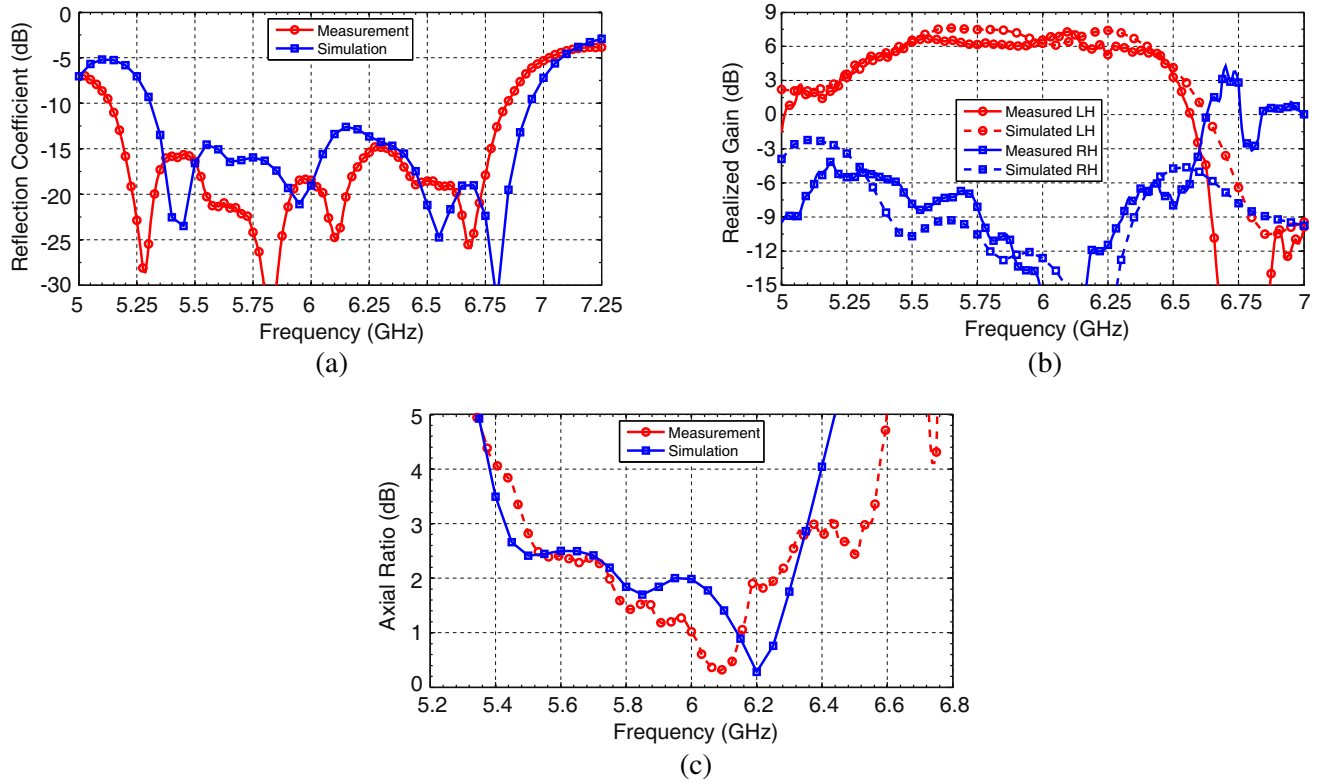 0
-5
-10
-15
-20
-25
-30
Reflection Coefficient (dB)
Measurement
Simulation
5 5.25 5.5 5.75 6 6.25 6.5 6.75 7 7.25
Frequency (GHz)
(a)
9
6
3
0
-3
-6
-9
-12
-15
Realized Gain (dB)
Measured LH
Simulated LH
Measured RH
Simulated RH
5 5.25 5.5 5.75 6 6.25 6.5 6.75 7
Frequency (GHz)
(b)
5
4
3
2
1
0
Axial Ratio (dB)
Measurement
Simulation
5.2 5.4 5.6 5.8 6 6.2 6.4 6.6 6.8
Frequency (GHz)
(c)